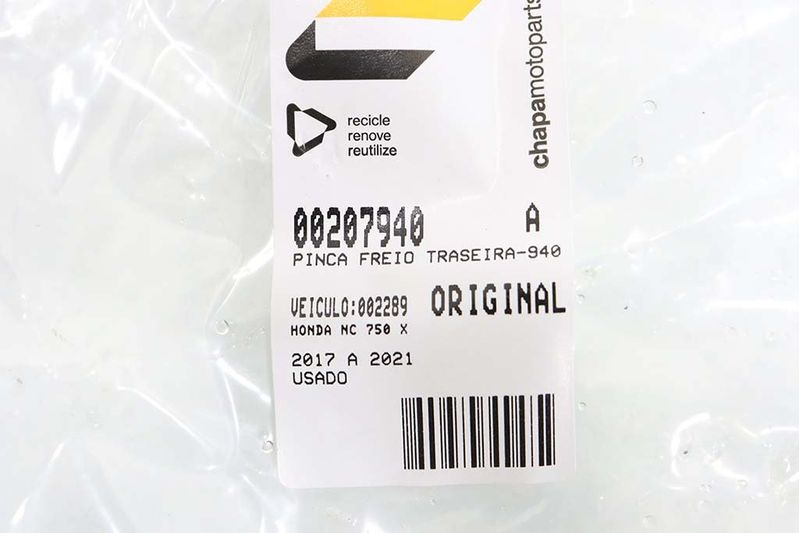 chapamotoparts
recicle
renove
reutilize
00207940 A
PINCA FREIO TRASEIRA-940
VEICULO:002289 ORIGINAL
HONDA NC 750 X
2017 A 2021
USADO